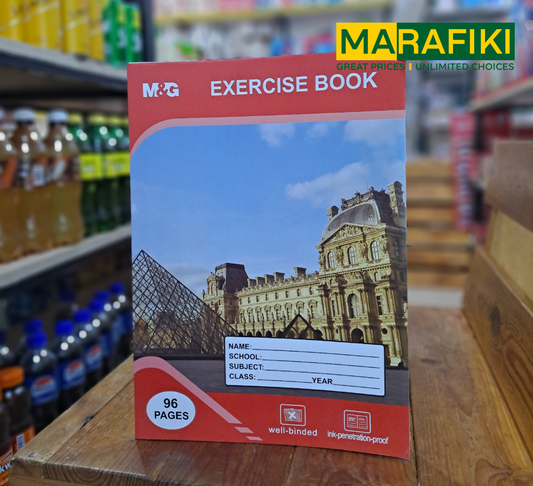 MARAFIKI
GREAT PRICES | UNLIMITED CHOICES
M&G EXERCISE BOOK
NAME:
SCHOOL:
SUBJECT:
CLASS: YEAR
96
PAGES
well-binded ink-penetration-proof